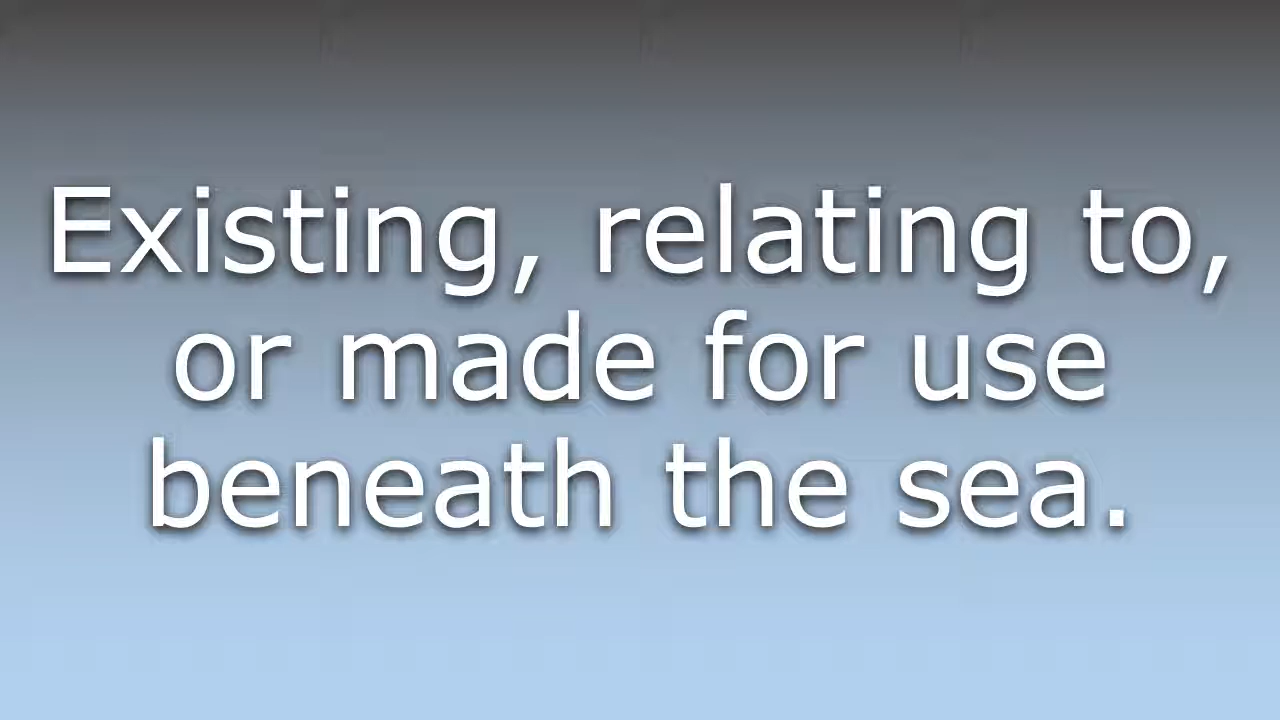 Existing, relating to,
or made for use
beneath the sea.